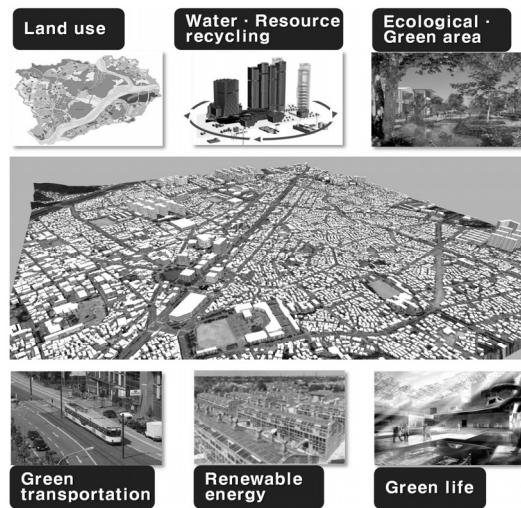 Land use
Water · Resource
recycling
Ecological ·
Green area
Green
transportation
Renewable
energy
Green life